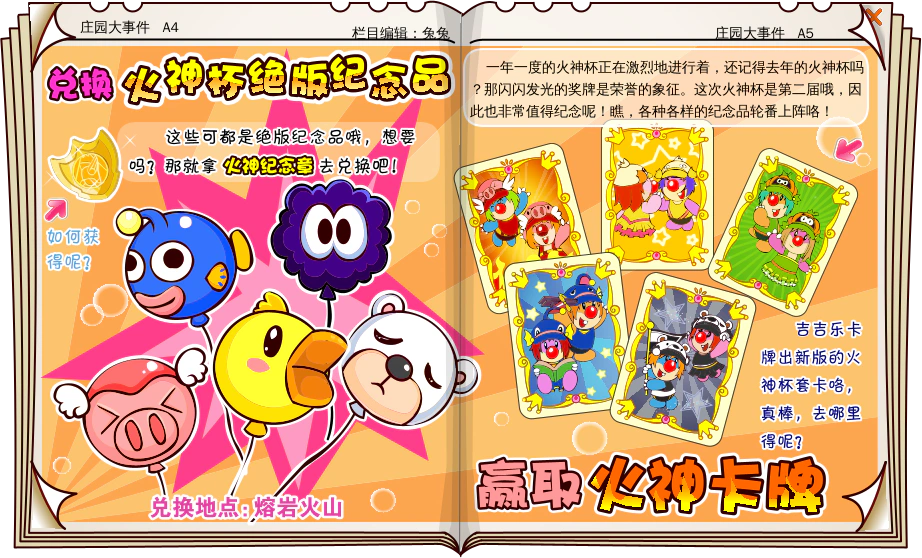 庄园大事件 A4
栏目编辑：兔兔
兑换火神杯绝版纪念品
这些可都是绝版纪念品哦，想要
吗？那就拿 火神纪念章 去兑换吧！
如何获
得呢？
兑换地点：熔岩火山
庄园大事件 A5
一年一度的火神杯正在激烈地进行着，还记得去年的火神杯吗
？那闪闪发光的奖牌是荣誉的象征。这次火神杯是第二届哦，因
此也非常值得纪念呢！瞧，各种各样的纪念品轮番上阵咯！
吉吉乐卡
牌出新版的火
神杯套卡咯，
真棒，去哪里
得呢？
赢取火神卡牌